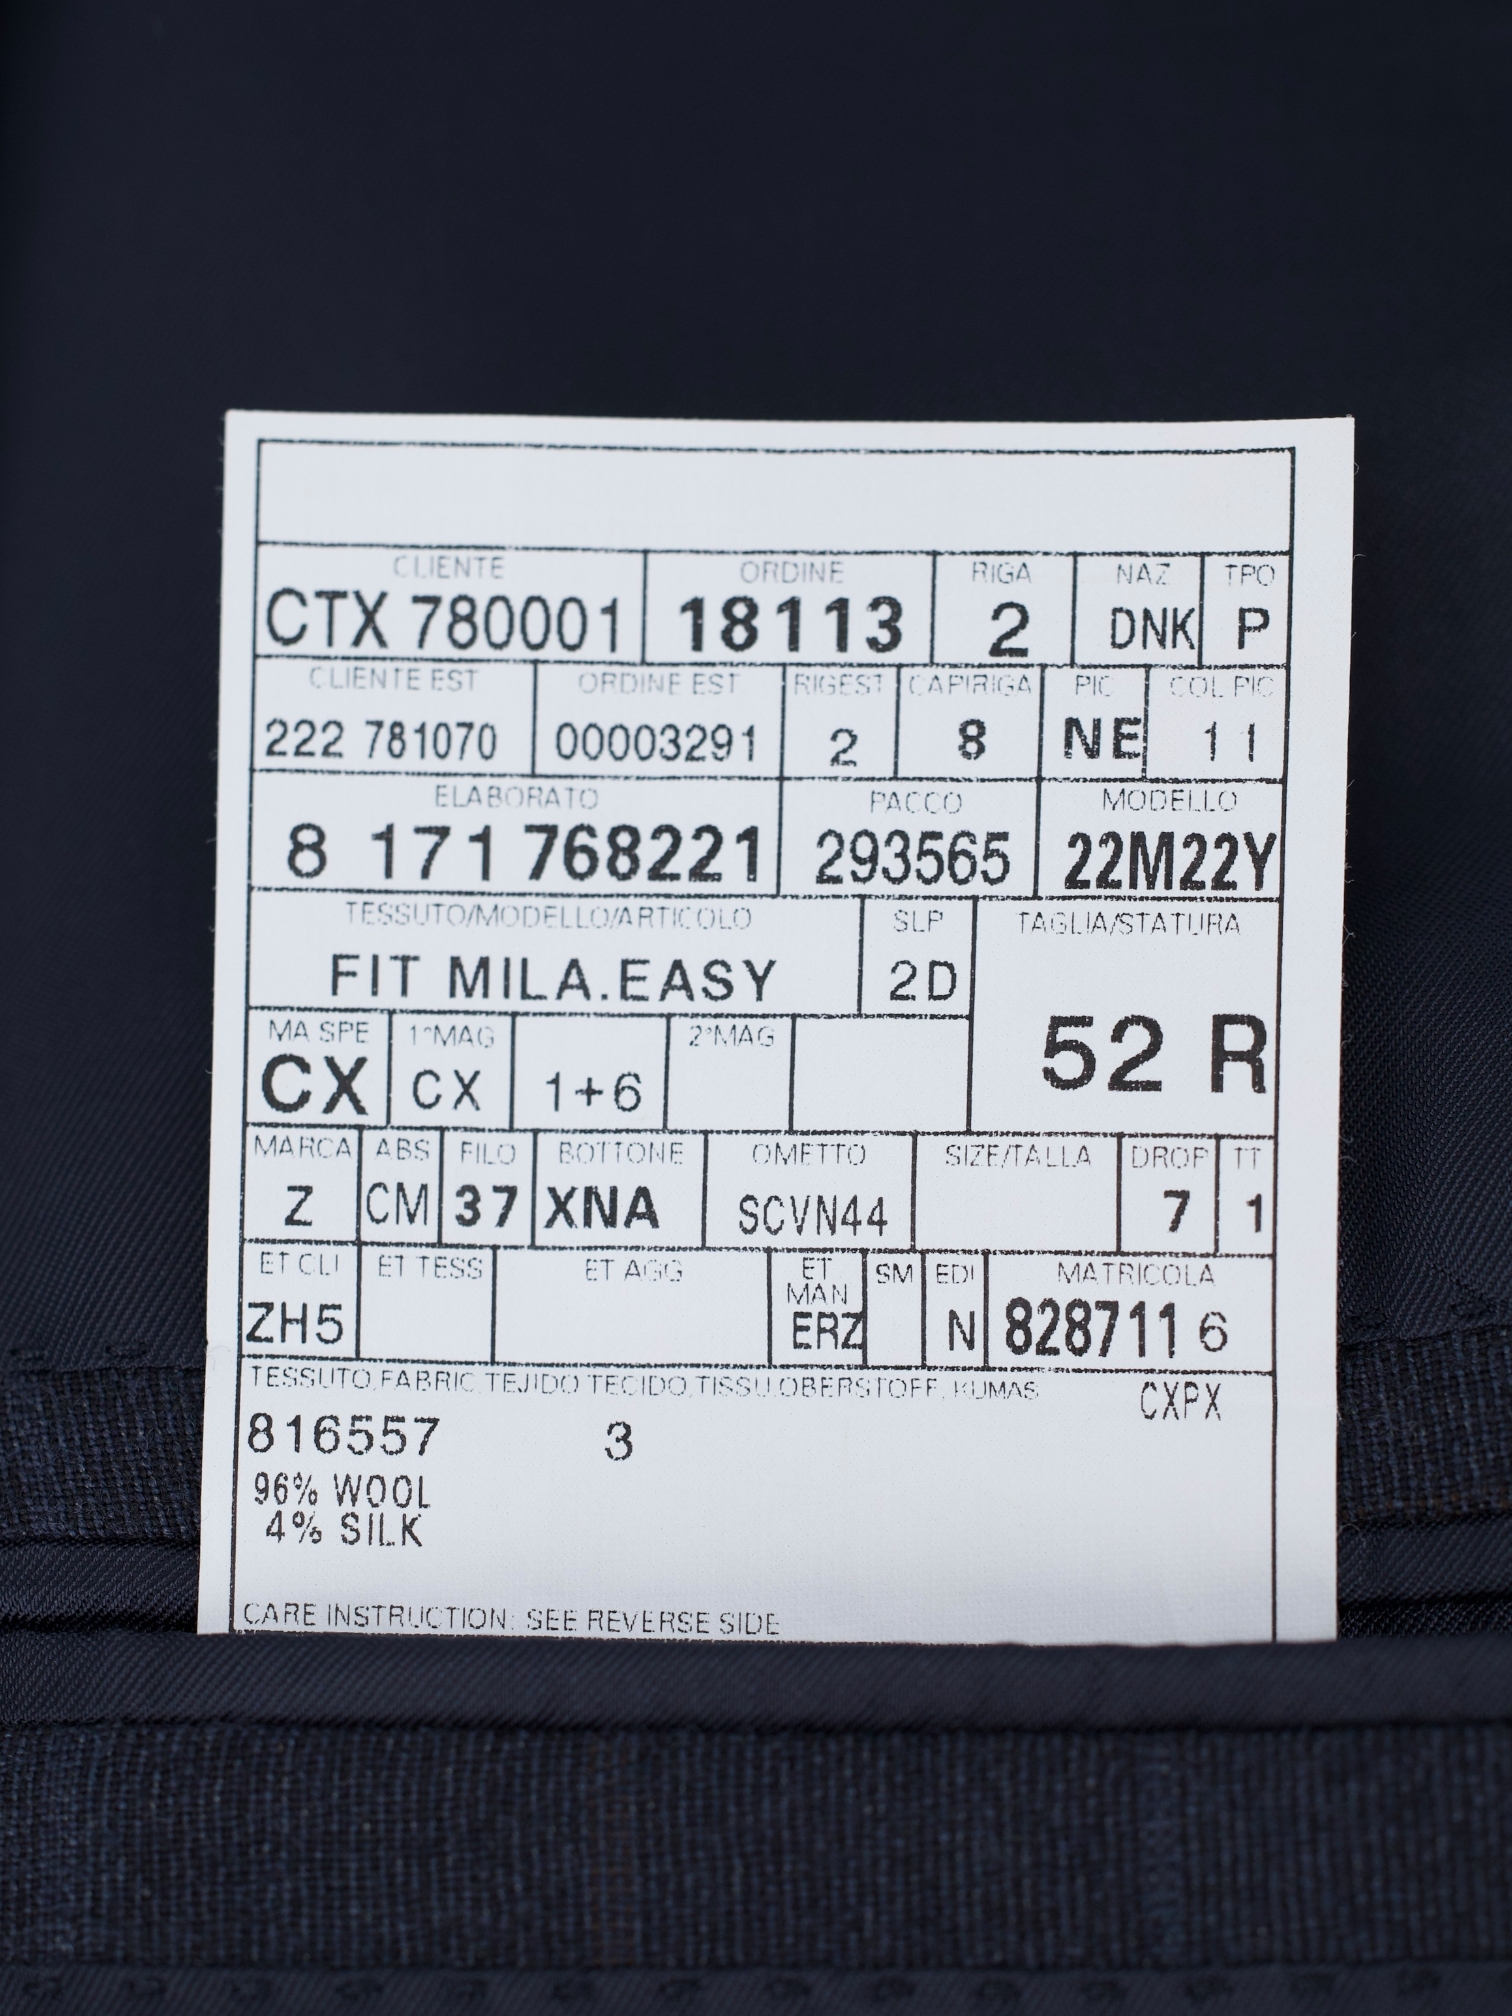 CLIENTE ORDINE RIGA NAZ TPO
CTX 780001 18113 2 DNK P
CLIENTE EST ORDINE EST RIGEST CAPIRIGA PIC COL PIC
222 781070 00003291 2 8 NE 11
ELABORATO PACCO MODELLO
8 171 768221 293565 22M22Y
TESSUTO/MODELLO/ARTICOLO SLP TAGLIA/STATURA
FIT MILA.EASY 2D
52 R
MA SPE 1°MAG 2°MAG
CX CX 1+6
MARCA ABS FILO BOTTONE OMETTO SIZE/TALLA DROP TT
Z CM 37 XNA SCVN44 7 1
ET CLI ET TESS ET AGG ET MAN SM EDI MATRICOLA
ZH5 ERZ N 828711 6
TESSUTO,FABRIC,TEJIDO,TECIDO,TISSU,OBERSTOFF, KUMAS CXPX
816557 3
96% WOOL
4% SILK
CARE INSTRUCTION: SEE REVERSE SIDE